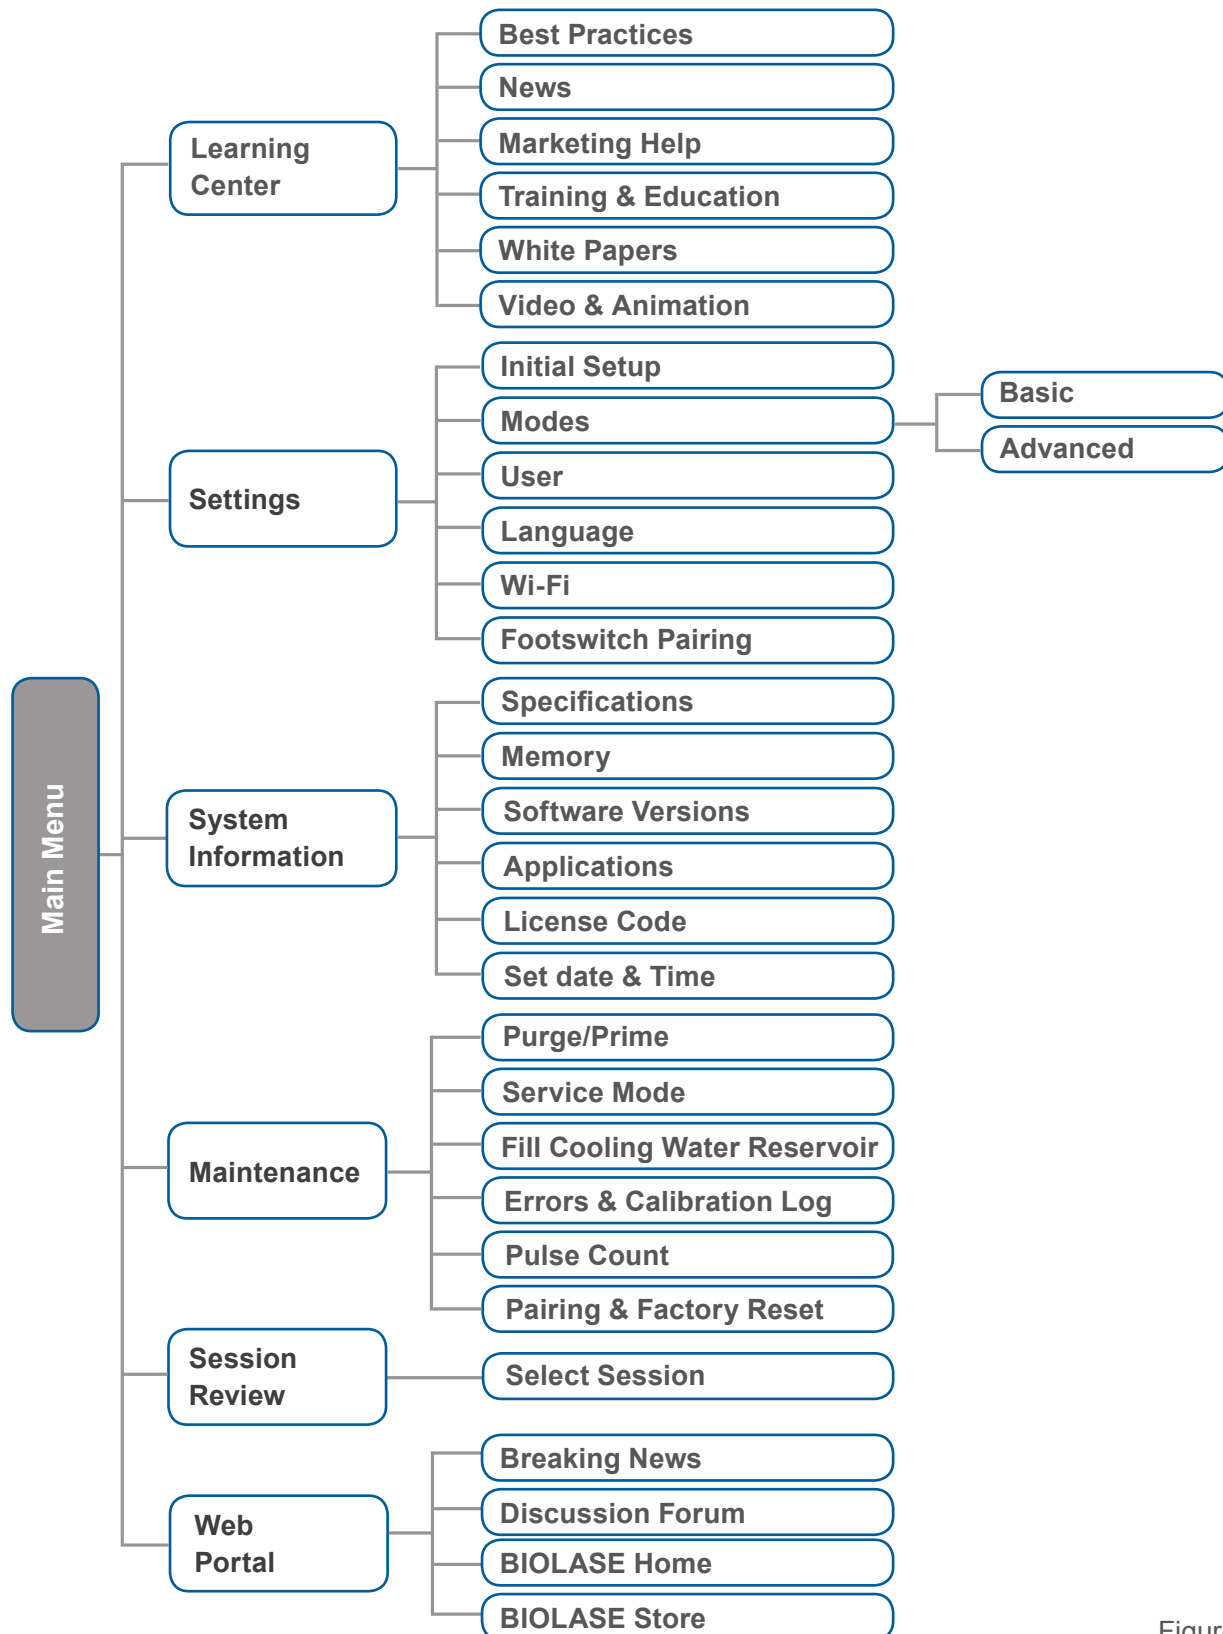 Main Menu
Learning
Center
Best Practices
News
Marketing Help
Training & Education
White Papers
Video & Animation
Settings
Initial Setup
Modes
Basic
Advanced
User
Language
Wi-Fi
Footswitch Pairing
System
Information
Specifications
Memory
Software Versions
Applications
License Code
Set date & Time
Maintenance
Purge/Prime
Service Mode
Fill Cooling Water Reservoir
Errors & Calibration Log
Pulse Count
Pairing & Factory Reset
Session
Review
Select Session
Web
Portal
Breaking News
Discussion Forum
BIOLASE Home
BIOLASE Store
Figure